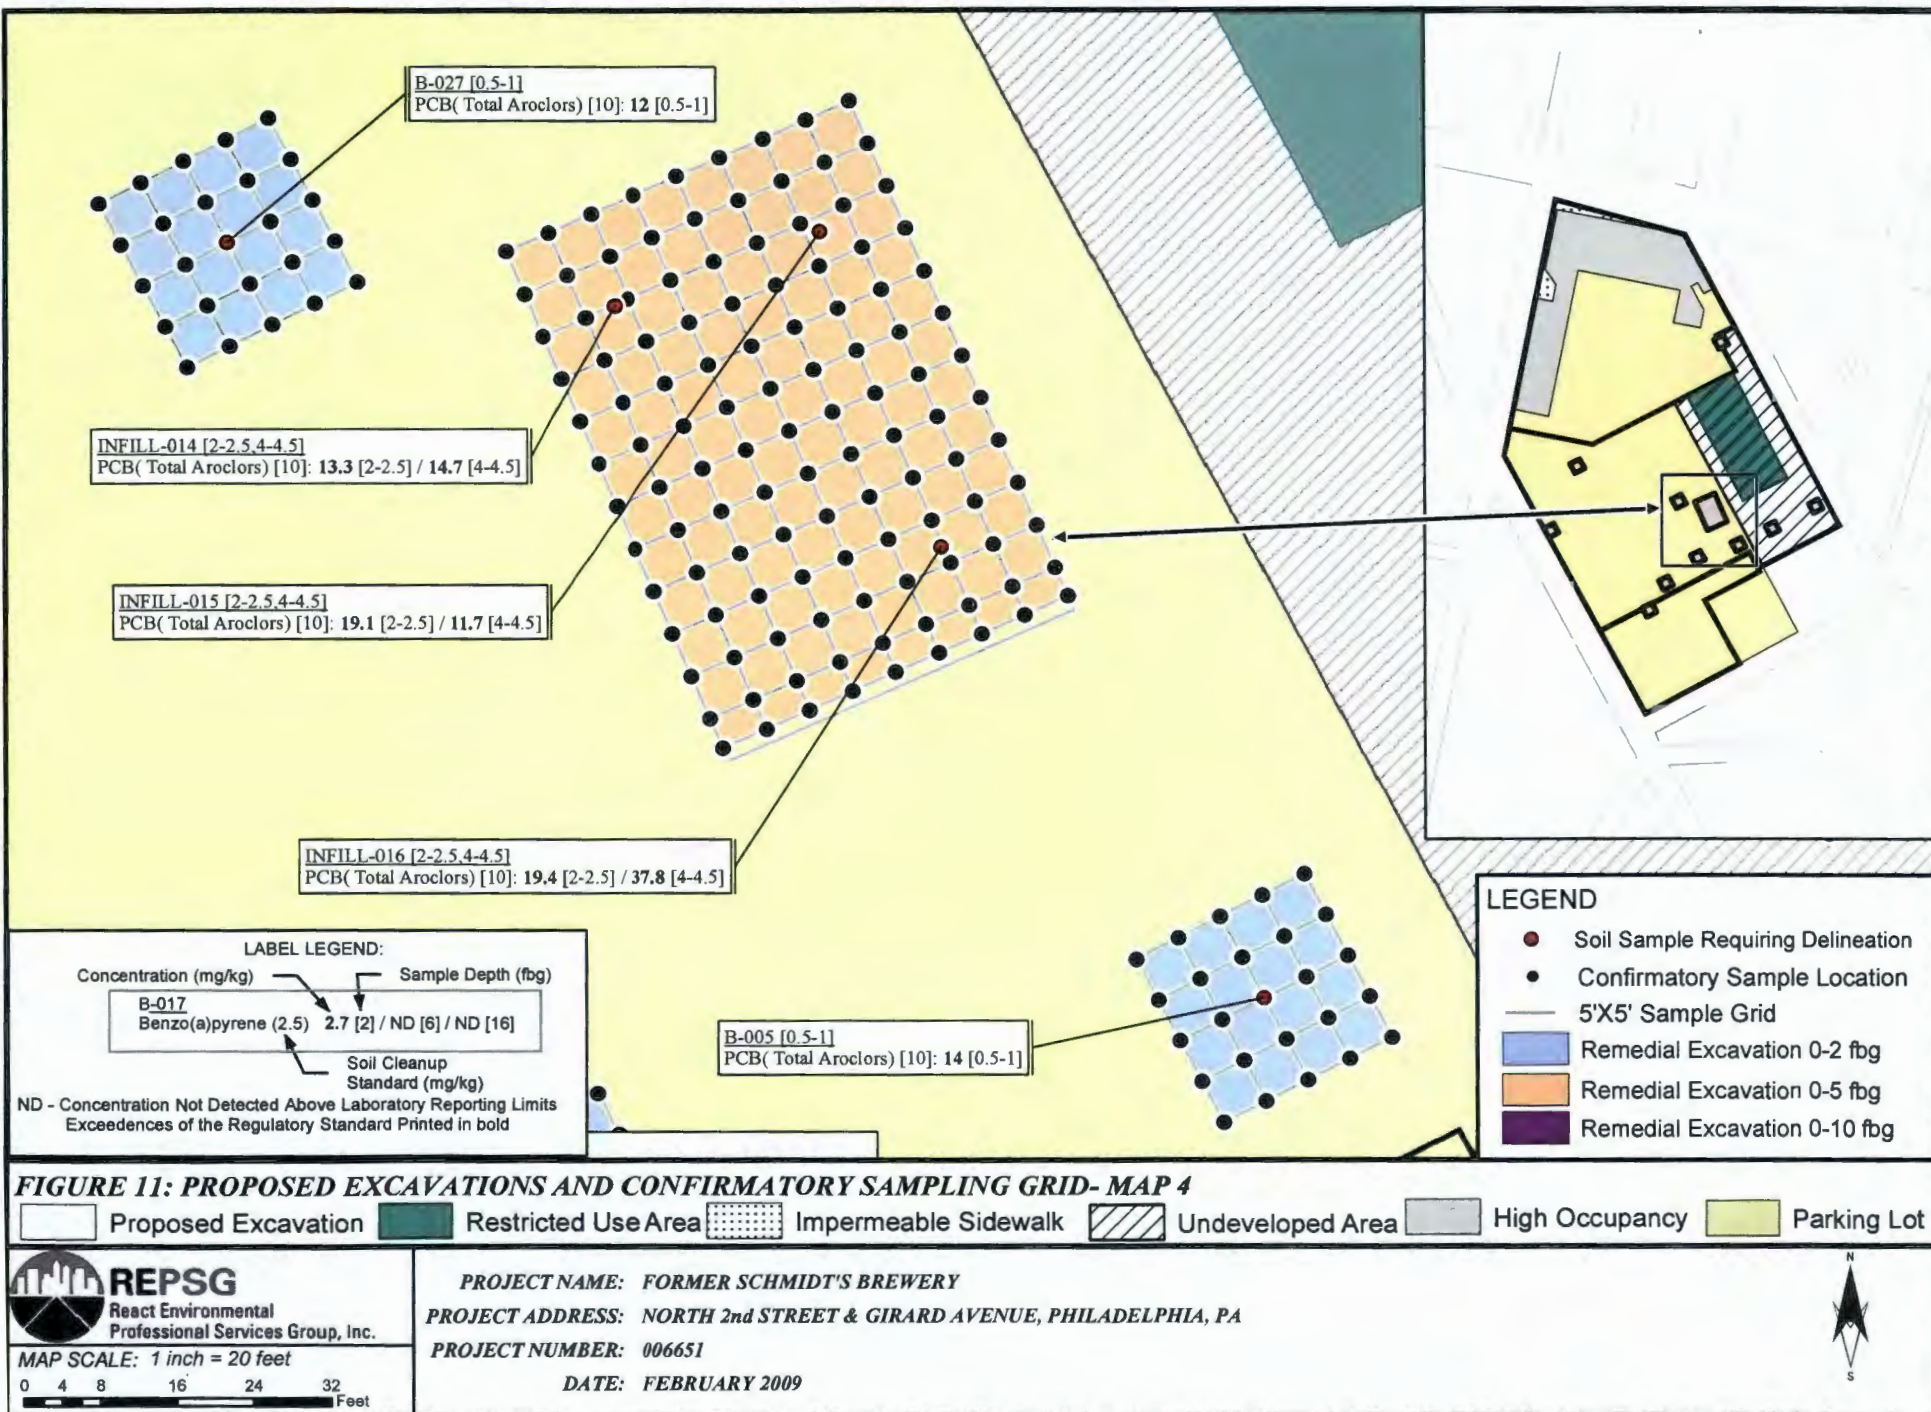 B-027 [0.5-1]
PCB( Total Aroclors) [10]: 12 [0.5-1]
INFILL-014 [2-2.5,4-4.5]
PCB( Total Aroclors) [10]: 13.3 [2-2.5] / 14.7 [4-4.5]
INFILL-015 [2-2.5,4-4.5]
PCB( Total Aroclors) [10]: 19.1 [2-2.5] / 11.7 [4-4.5]
INFILL-016 [2-2.5,4-4.5]
PCB( Total Aroclors) [10]: 19.4 [2-2.5] / 37.8 [4-4.5]
B-005 [0.5-1]
PCB( Total Aroclors) [10]: 14 [0.5-1]
LABEL LEGEND:
Concentration (mg/kg) Sample Depth (fbg)
B-017
Benzo(a)pyrene (2.5) 2.7 [2] / ND [6] / ND [16]
Soil Cleanup
Standard (mg/kg)
ND - Concentration Not Detected Above Laboratory Reporting Limits
Exceedences of the Regulatory Standard Printed in bold
LEGEND
Soil Sample Requiring Delineation
Confirmatory Sample Location
5'X5' Sample Grid
Remedial Excavation 0-2 fbg
Remedial Excavation 0-5 fbg
Remedial Excavation 0-10 fbg
FIGURE 11: PROPOSED EXCAVATIONS AND CONFIRMATORY SAMPLING GRID- MAP 4
Proposed Excavation Restricted Use Area Impermeable Sidewalk Undeveloped Area High Occupancy Parking Lot
REPSG
React Environmental
Professional Services Group, Inc.
MAP SCALE: 1 inch = 20 feet
0 4 8 16 24 32
Feet
PROJECT NAME: FORMER SCHMIDT'S BREWERY
PROJECT ADDRESS: NORTH 2nd STREET & GIRARD AVENUE, PHILADELPHIA, PA
PROJECT NUMBER: 006651
DATE: FEBRUARY 2009
N
S